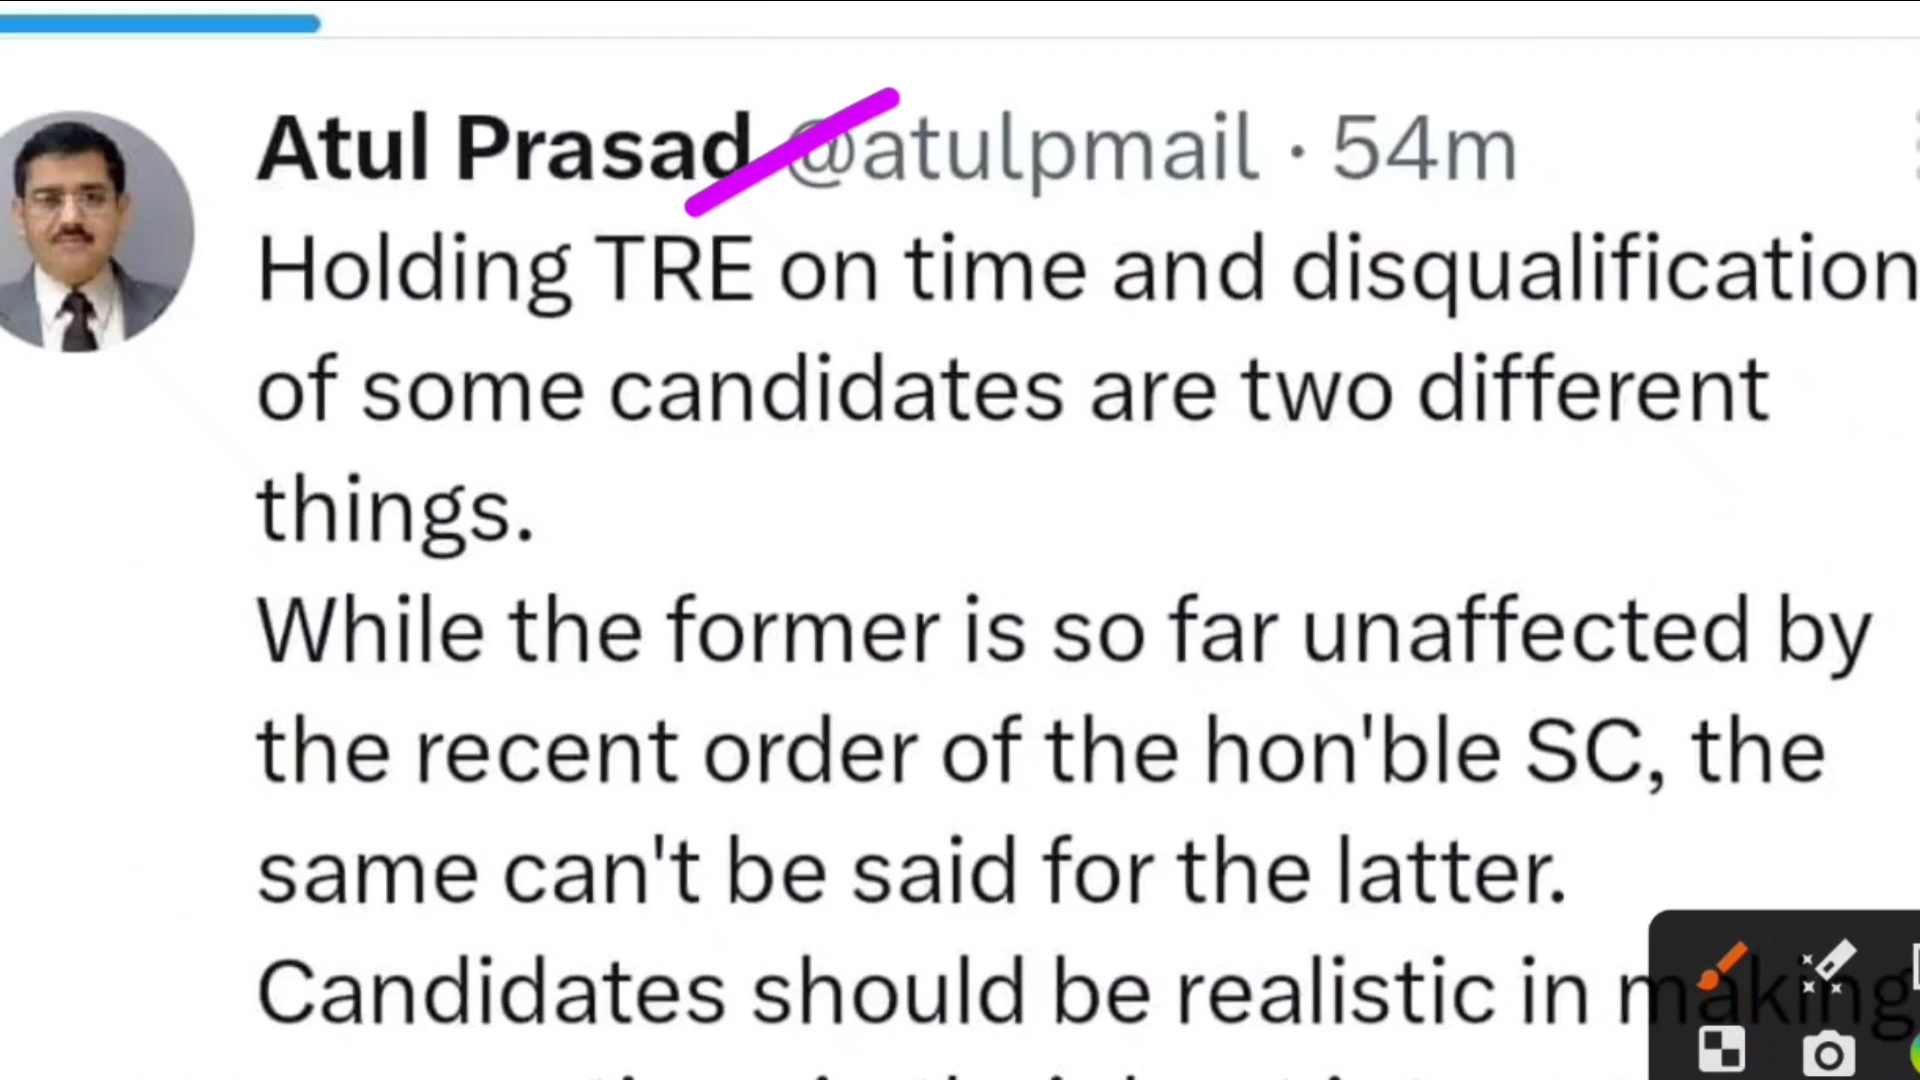 Atul Prasad @atulpmail · 54m
Holding TRE on time and disqualification
of some candidates are two different
things.
While the former is so far unaffected by
the recent order of the hon'ble SC, the
same can't be said for the latter.
Candidates should be realistic in making